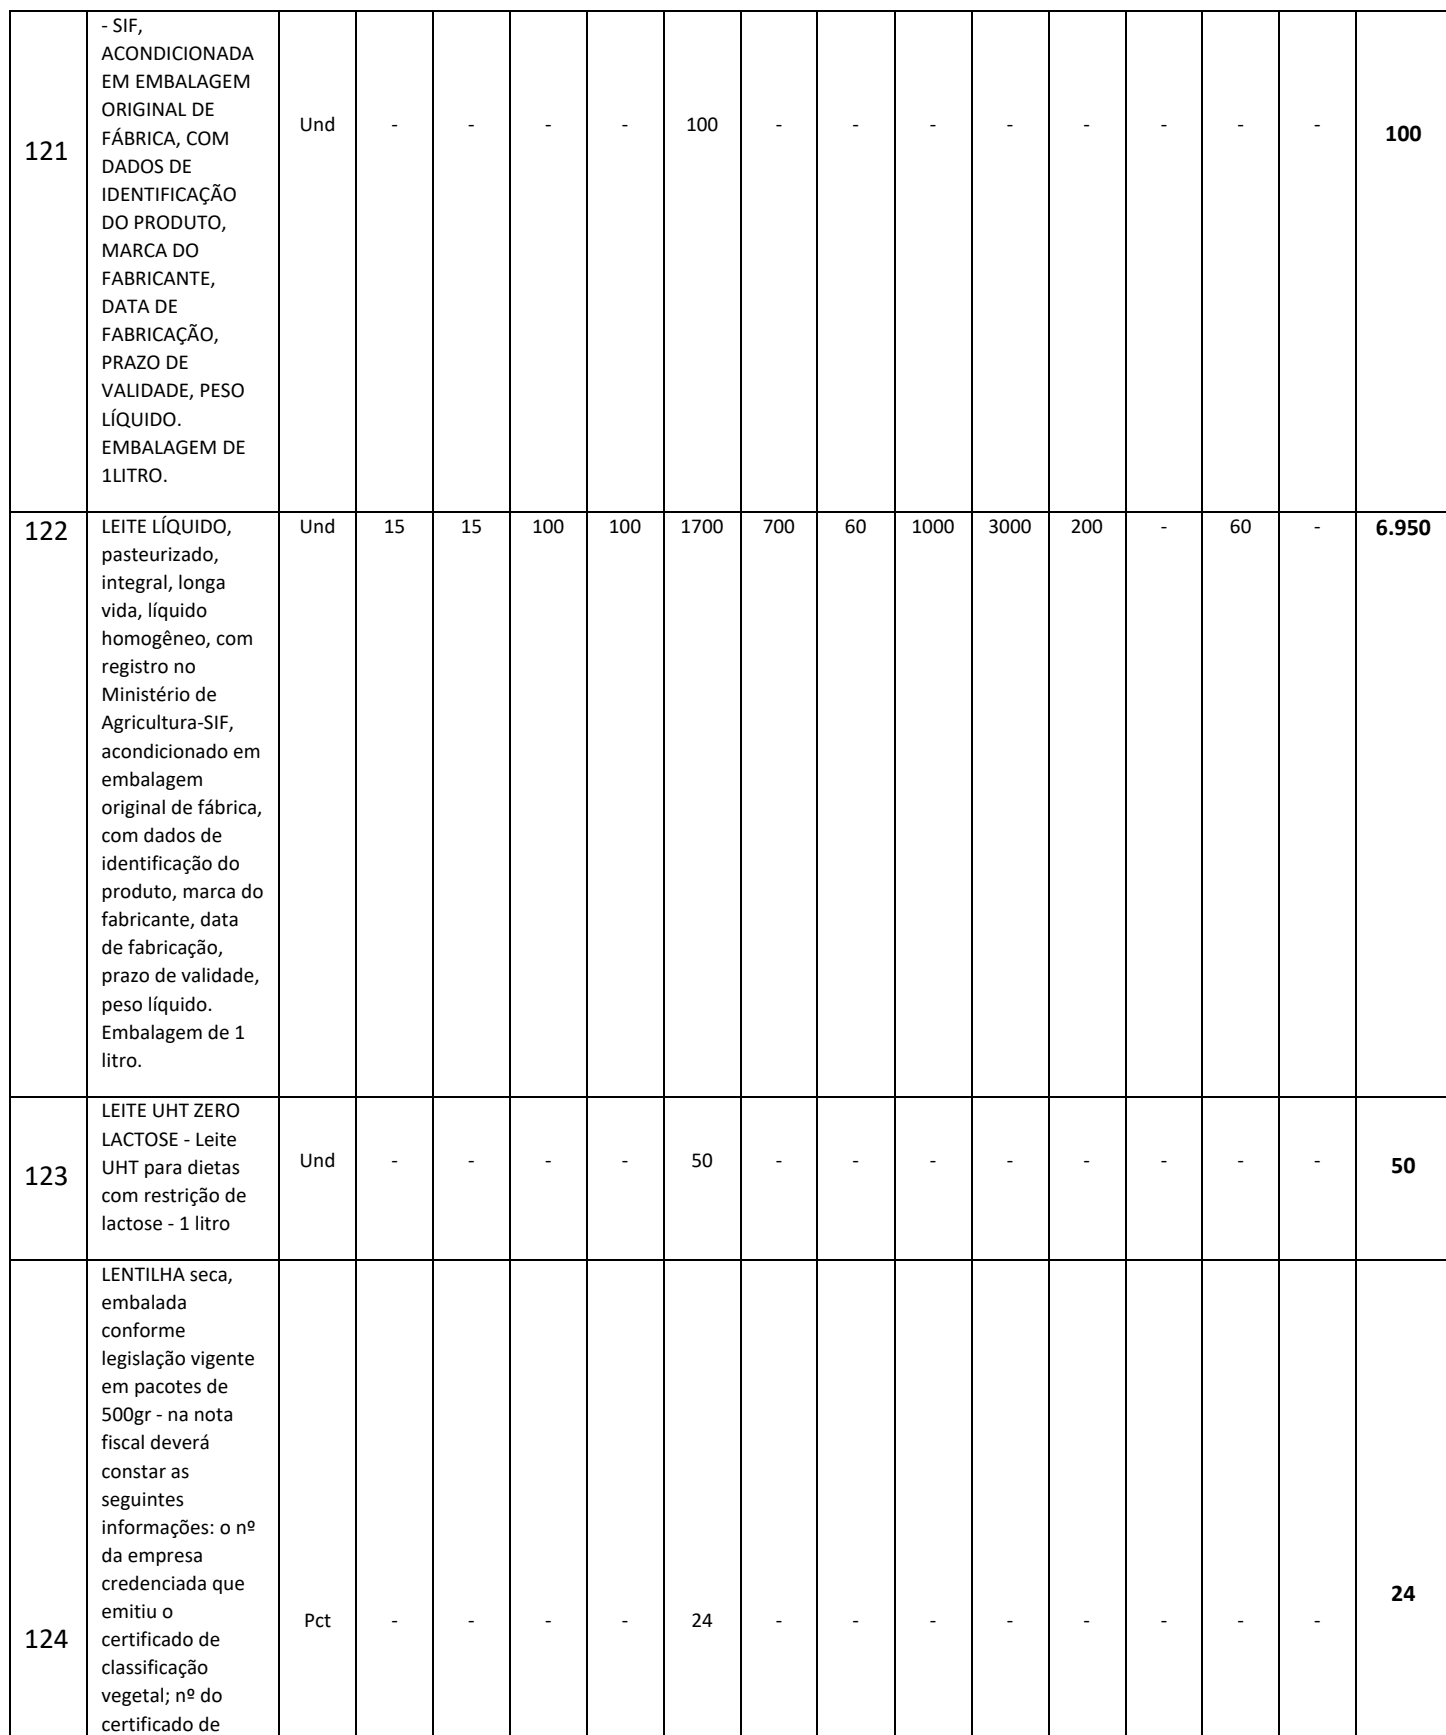 - SIF,
ACONDICIONADA
EM EMBALAGEM
ORIGINAL DE
FÁBRICA, COM
DADOS DE
IDENTIFICAÇÃO
DO PRODUTO,
MARCA DO
FABRICANTE,
DATA DE
FABRICAÇÃO,
PRAZO DE
VALIDADE, PESO
LÍQUIDO.
EMBALAGEM DE
1LITRO.
121 Und - - - - 100 - - - - - - - - 100
122 LEITE LÍQUIDO, Und 15 15 100 100 1700 700 60 1000 3000 200 - 60 - 6.950
pasteurizado,
integral, longa
vida, líquido
homogêneo, com
registro no
Ministério de
Agricultura-SIF,
acondicionado em
embalagem
original de fábrica,
com dados de
identificação do
produto, marca do
fabricante, data
de fabricação,
prazo de validade,
peso líquido.
Embalagem de 1
litro.
LEITE UHT ZERO
LACTOSE - Leite
UHT para dietas
com restrição de
lactose - 1 litro
123 Und - - - - 50 - - - - - - - - 50
LENTILHA seca,
embalada
conforme
legislação vigente
em pacotes de
500gr - na nota
fiscal deverá
constar as
seguintes
informações: o nº
da empresa
credenciada que
emitiu o
certificado de
classificação
vegetal; nº do
certificado de
124 Pct - - - - 24 - - - - - - - - 24